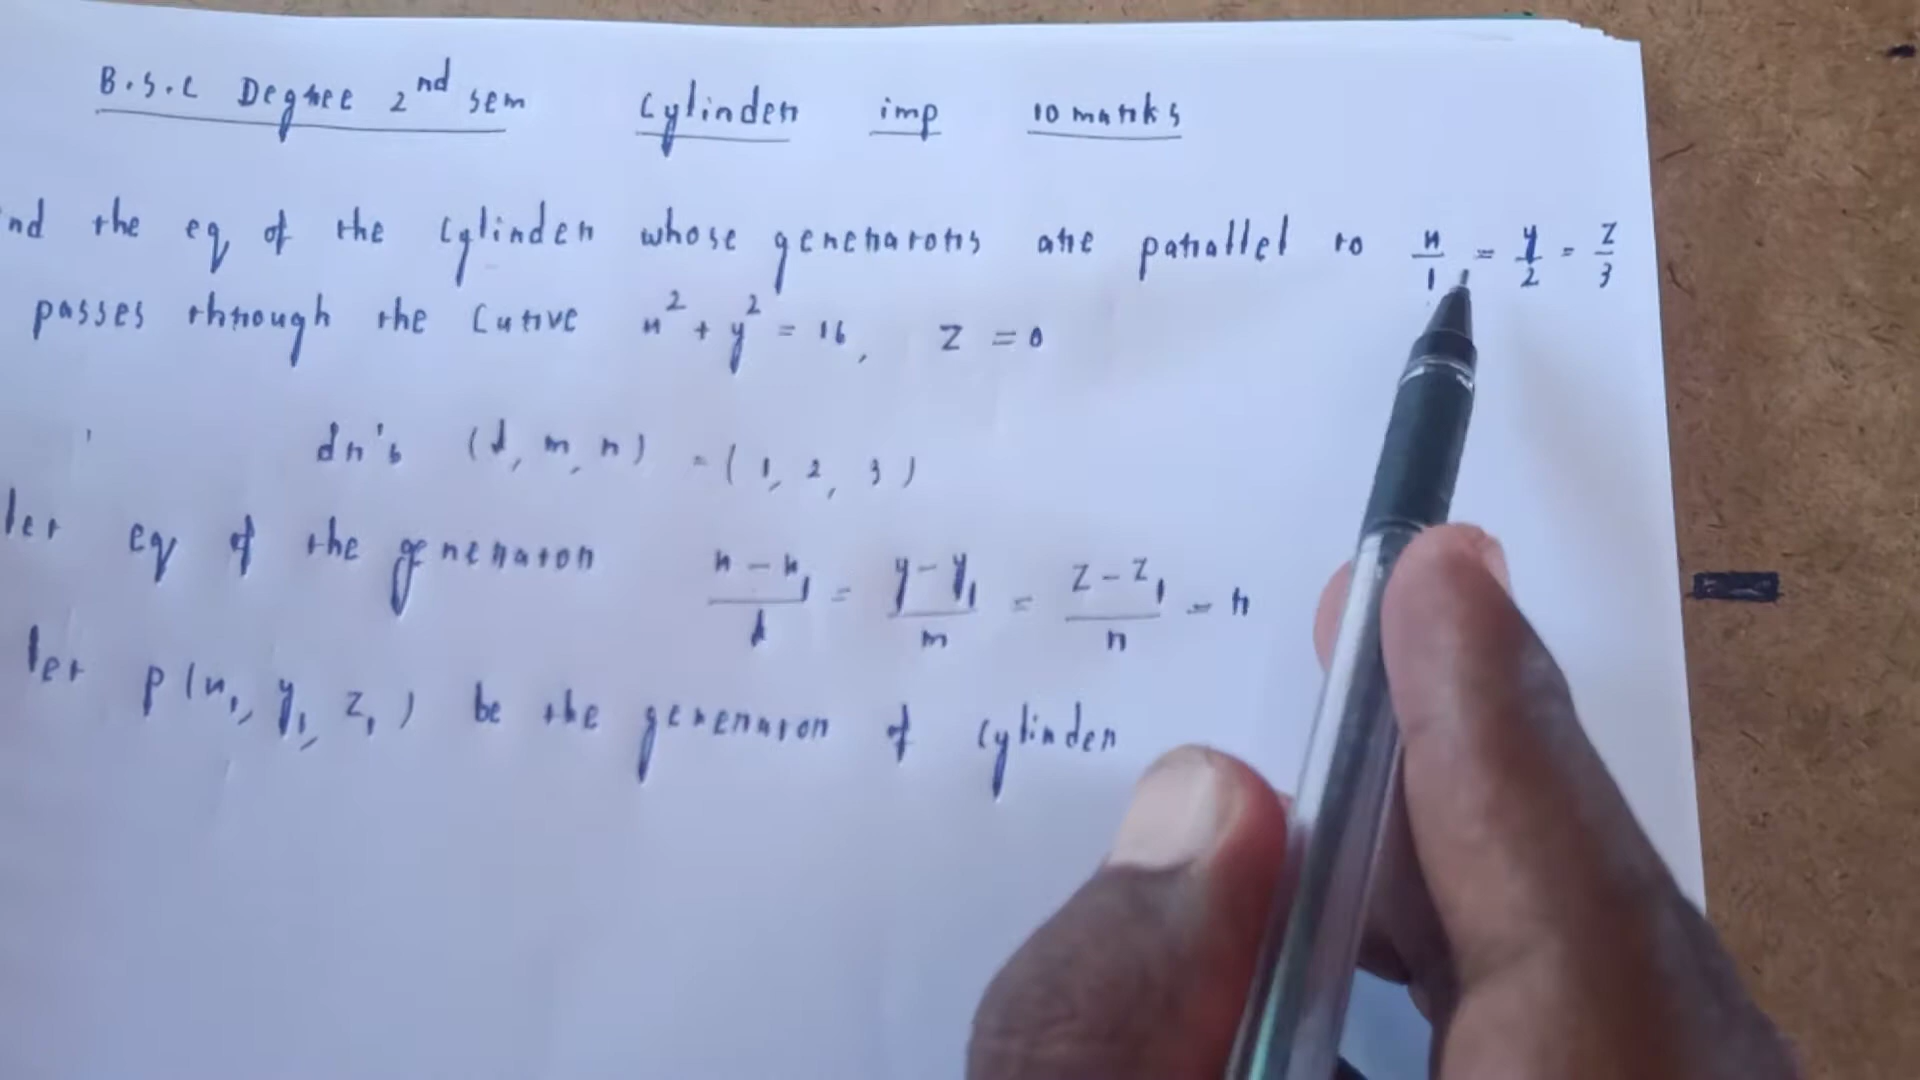 B.S.C Degree 2nd sem Cylinder imp 10 marks
nd the eq of the cylinder whose generators are parallel to x/1 = y/2 = z/3
passes through the curve x² + y² = 16, z = 0
dr's (l, m, n) = (1, 2, 3)
let eq of the generator x - x₁/l = y - y₁/m = z - z₁/n = r
let p(x₁, y₁, z₁) be the generator of cylinder